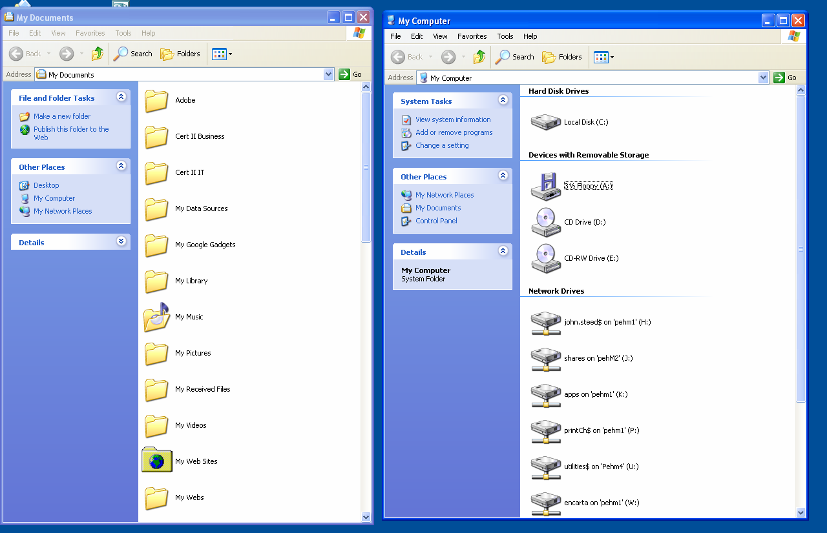 My Documents
File Edit View Favorites Tools Help
Back Search Folders
Address My Documents Go
File and Folder Tasks
Make a new folder
Publish this folder to the
Web
Other Places
Desktop
My Computer
My Network Places
Details
Adobe
Cert II Business
Cert II IT
My Data Sources
My Google Gadgets
My Library
My Music
My Pictures
My Received Files
My Videos
My Web Sites
My Webs
My Computer
File Edit View Favorites Tools Help
Back Search Folders
Address My Computer Go
System Tasks
View system information
Add or remove programs
Change a setting
Other Places
My Network Places
My Documents
Control Panel
Details
My Computer
System Folder
Hard Disk Drives
Local Disk (C:)
Devices with Removable Storage
3½ Floppy (A:)
CD Drive (D:)
CD-RW Drive (E:)
Network Drives
john.steed$ on 'pehm1' (H:)
shares on 'pehM2' (J:)
apps on 'pehm1' (K:)
printCh$ on 'pehm1' (P:)
utilities$ on 'Pehm4' (U:)
encarta on 'pehm1' (W:)